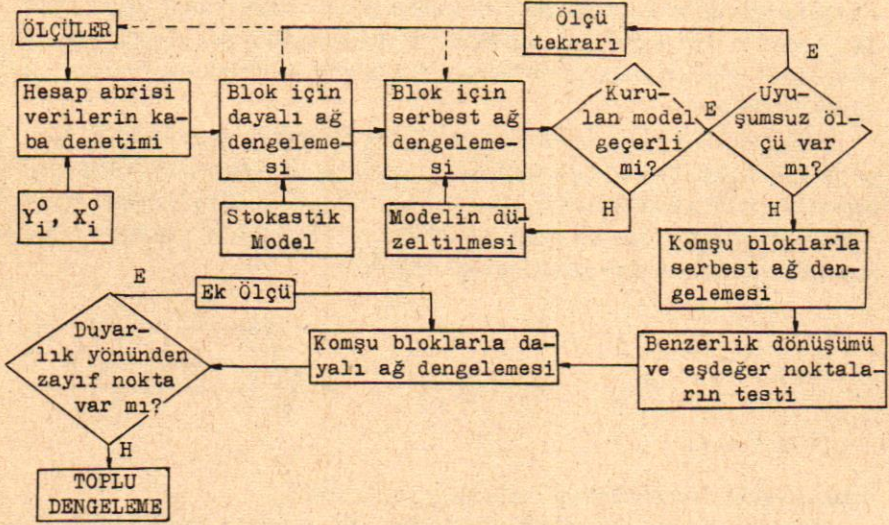 ÖLÇÜLER
Ölçü
tekrarı
E
Hesap abrisi
verilerin ka-
ba denetimi
Blok için
dayalı ağ
dengeleme-
si
Blok için
serbest ağ
dengeleme-
si
Kuru-
lan model
geçerli
mi?
E
Uyu-
şumsuz öl-
çü var
mı?
H
H
Y°i, X°i
Stokastik
Model
Modelin dü-
zeltilmesi
Komşu bloklarla
serbest ağ den-
gelemesi
E
Ek Ölçü
Duyar-
lık yönünden
zayıf nokta
var mı?
Komşu bloklarla da-
yalı ağ dengelemesi
Benzerlik dönüşümü
ve eşdeğer noktala-
rın testi
H
TOPLU
DENGELEME